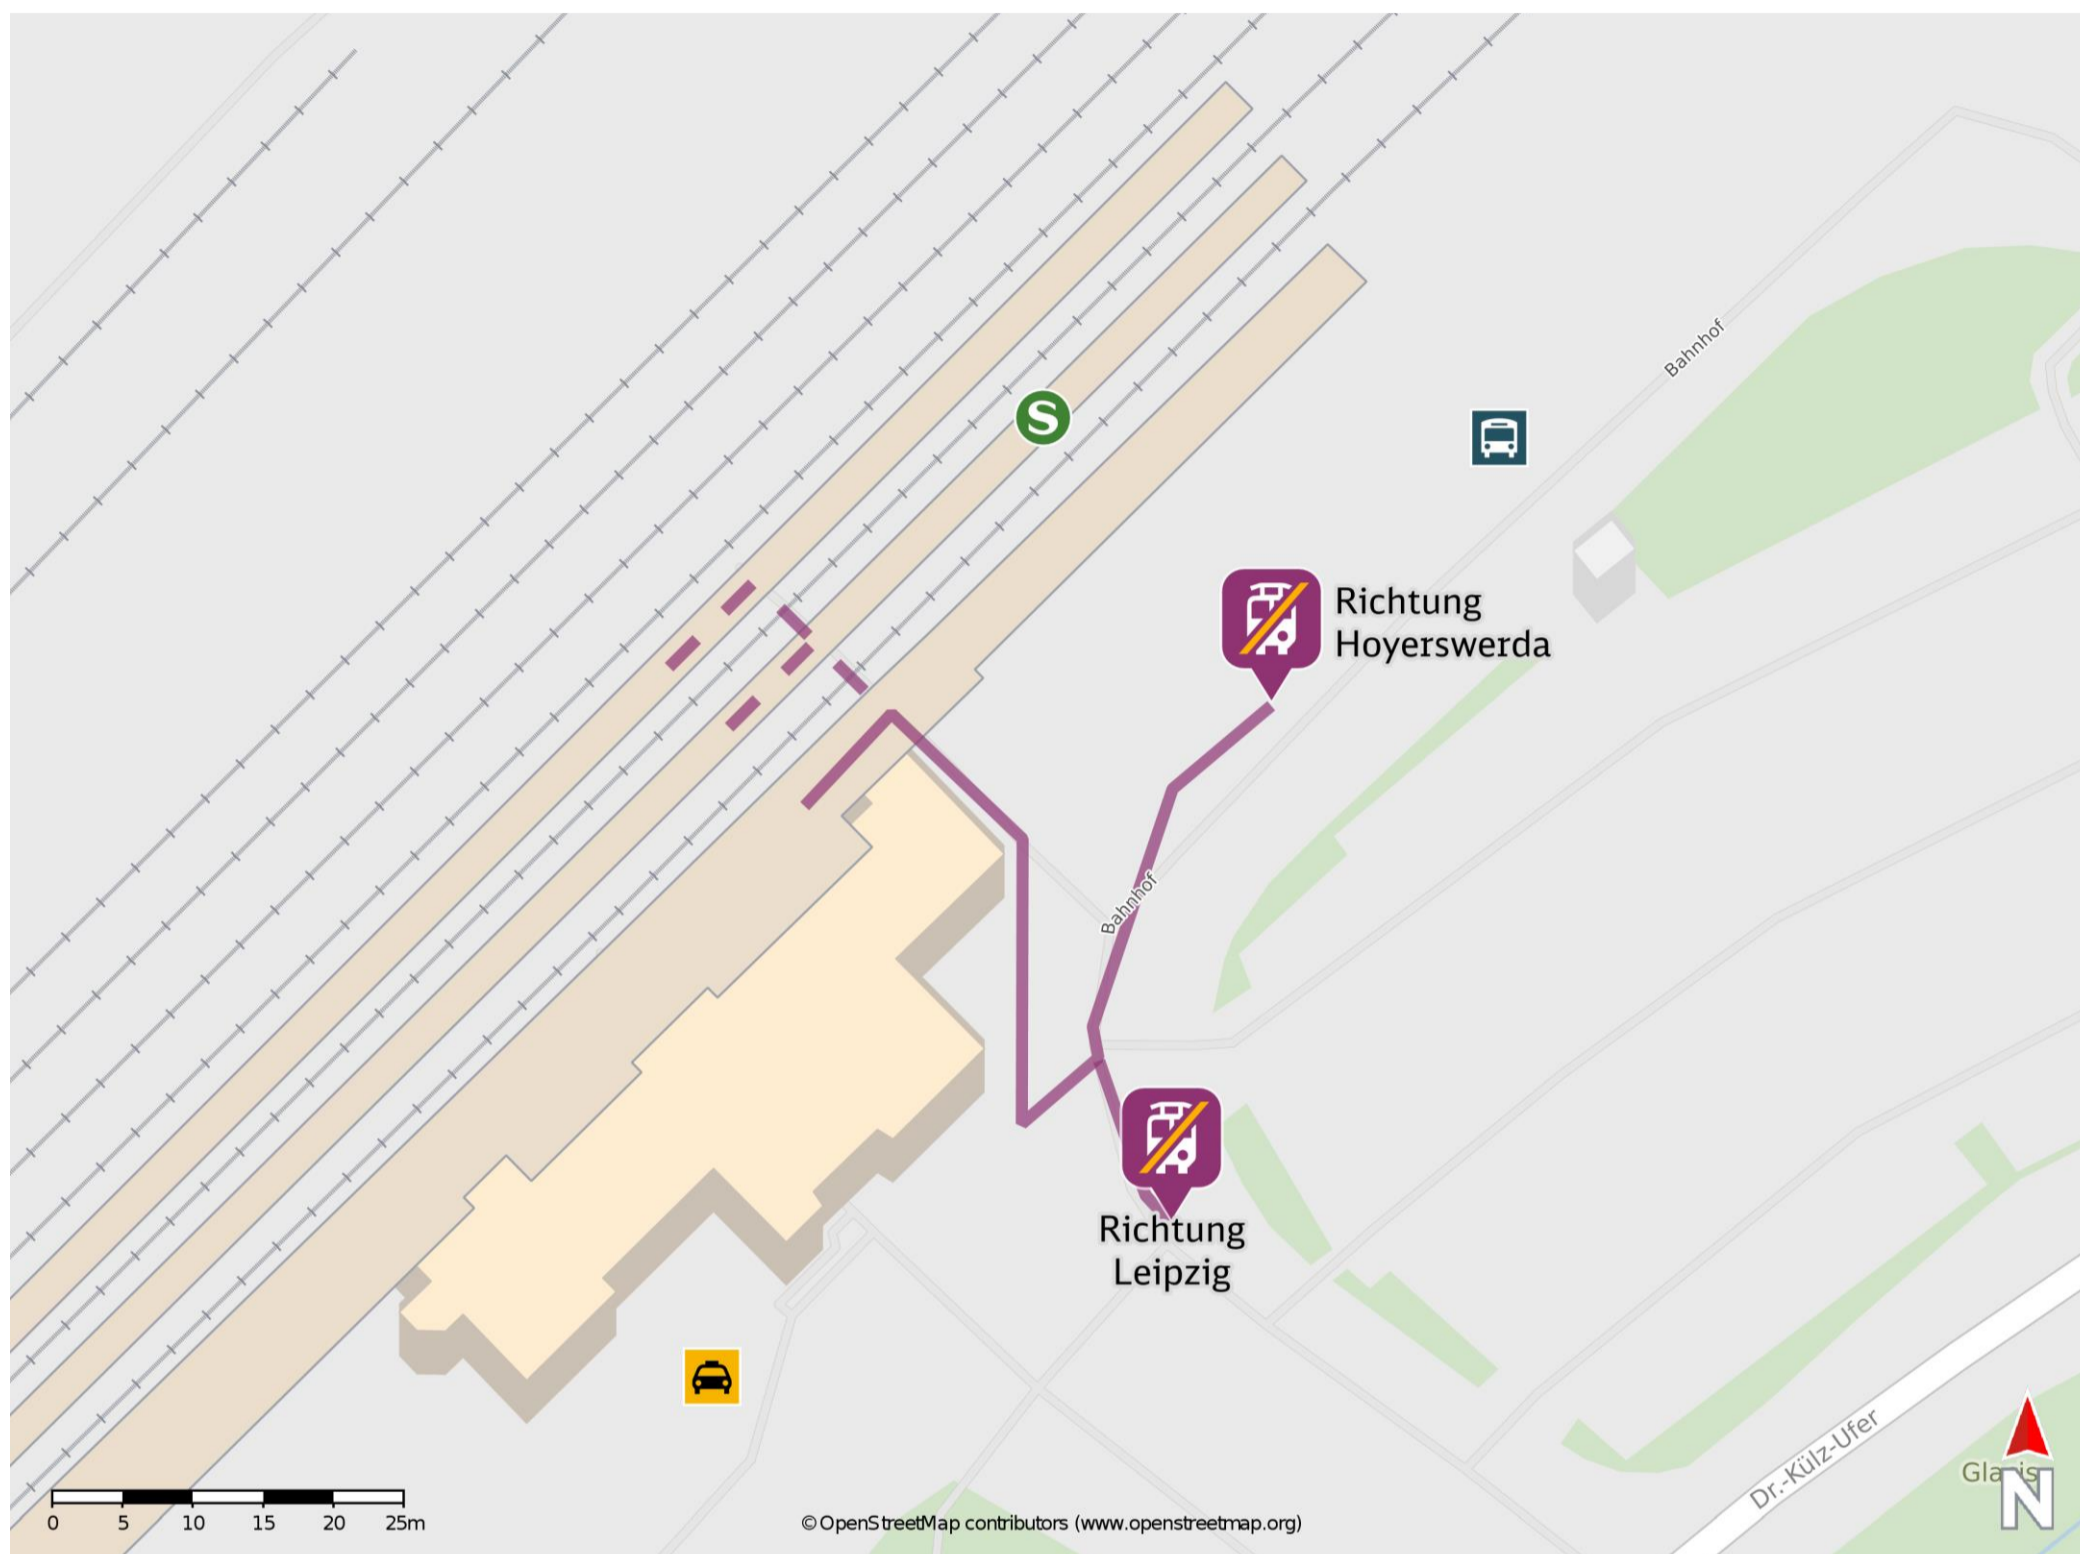 Bahnhof
S
Richtung
Hoyerswerda
Bahnhof
Richtung
Leipzig
Dr.-Külz-Ufer
Glacis
N
0 5 10 15 20 25m
©OpenStreetMap contributors (www.openstreetmap.org)